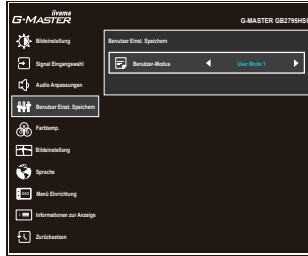 iiyama
G-MASTER
G-MASTER GB2795HSU
Bildeinstellung
Benutzer Einst. Speichern
Signal Eingangswahl
Benutzer-Modus
User Mode 1
Audio Anpassungen
Benutzer Einst. Speichern
Farbtemp.
Bildeinstellung
Sprache
OSD
Menü Einrichtung
Informationen zur Anzeige
Zurücksetzen